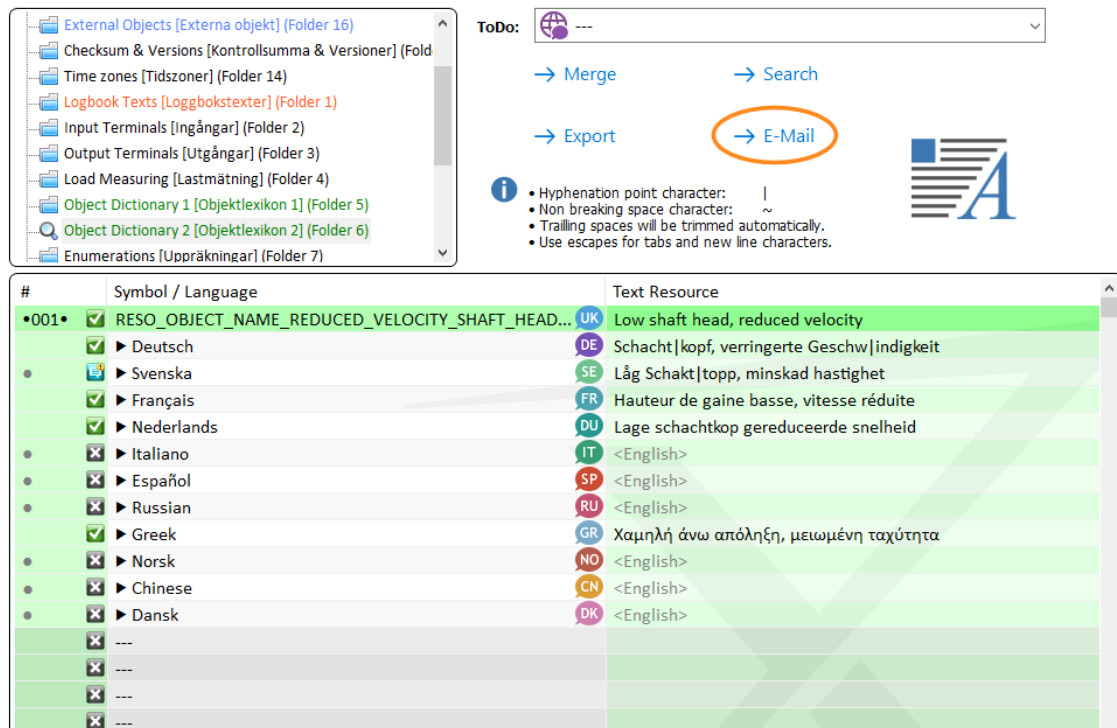 External Objects [Externa objekt] (Folder 16)
Checksum & Versions [Kontrollsumma & Versioner] (Fold
Time zones [Tidszoner] (Folder 14)
Logbook Texts [Loggbokstexter] (Folder 1)
Input Terminals [Ingångar] (Folder 2)
Output Terminals [Utgångar] (Folder 3)
Load Measuring [Lastmätning] (Folder 4)
Object Dictionary 1 [Objektlexikon 1] (Folder 5)
Object Dictionary 2 [Objektlexikon 2] (Folder 6)
Enumerations [Uppräkningar] (Folder 7)
ToDo: ---
→ Merge → Search
→ Export → E-Mail
• Hyphenation point character: |
• Non breaking space character: ~
• Trailing spaces will be trimmed automatically.
• Use escapes for tabs and new line characters.
A
# Symbol / Language Text Resource
•001• RESO_OBJECT_NAME_REDUCED_VELOCITY_SHAFT_HEAD... UK Low shaft head, reduced velocity
▶ Deutsch DE Schacht|kopf, verringerte Geschw|indigkeit
▶ Svenska SE Låg Schakt|topp, minskad hastighet
▶ Français FR Hauteur de gaine basse, vitesse réduite
▶ Nederlands DU Lage schachtkop gereduceerde snelheid
▶ Italiano IT <English>
▶ Español SP <English>
▶ Russian RU <English>
▶ Greek GR Χαμηλή άνω απόληξη, μειωμένη ταχύτητα
▶ Norsk NO <English>
▶ Chinese CN <English>
▶ Dansk DK <English>
---
---
---
---